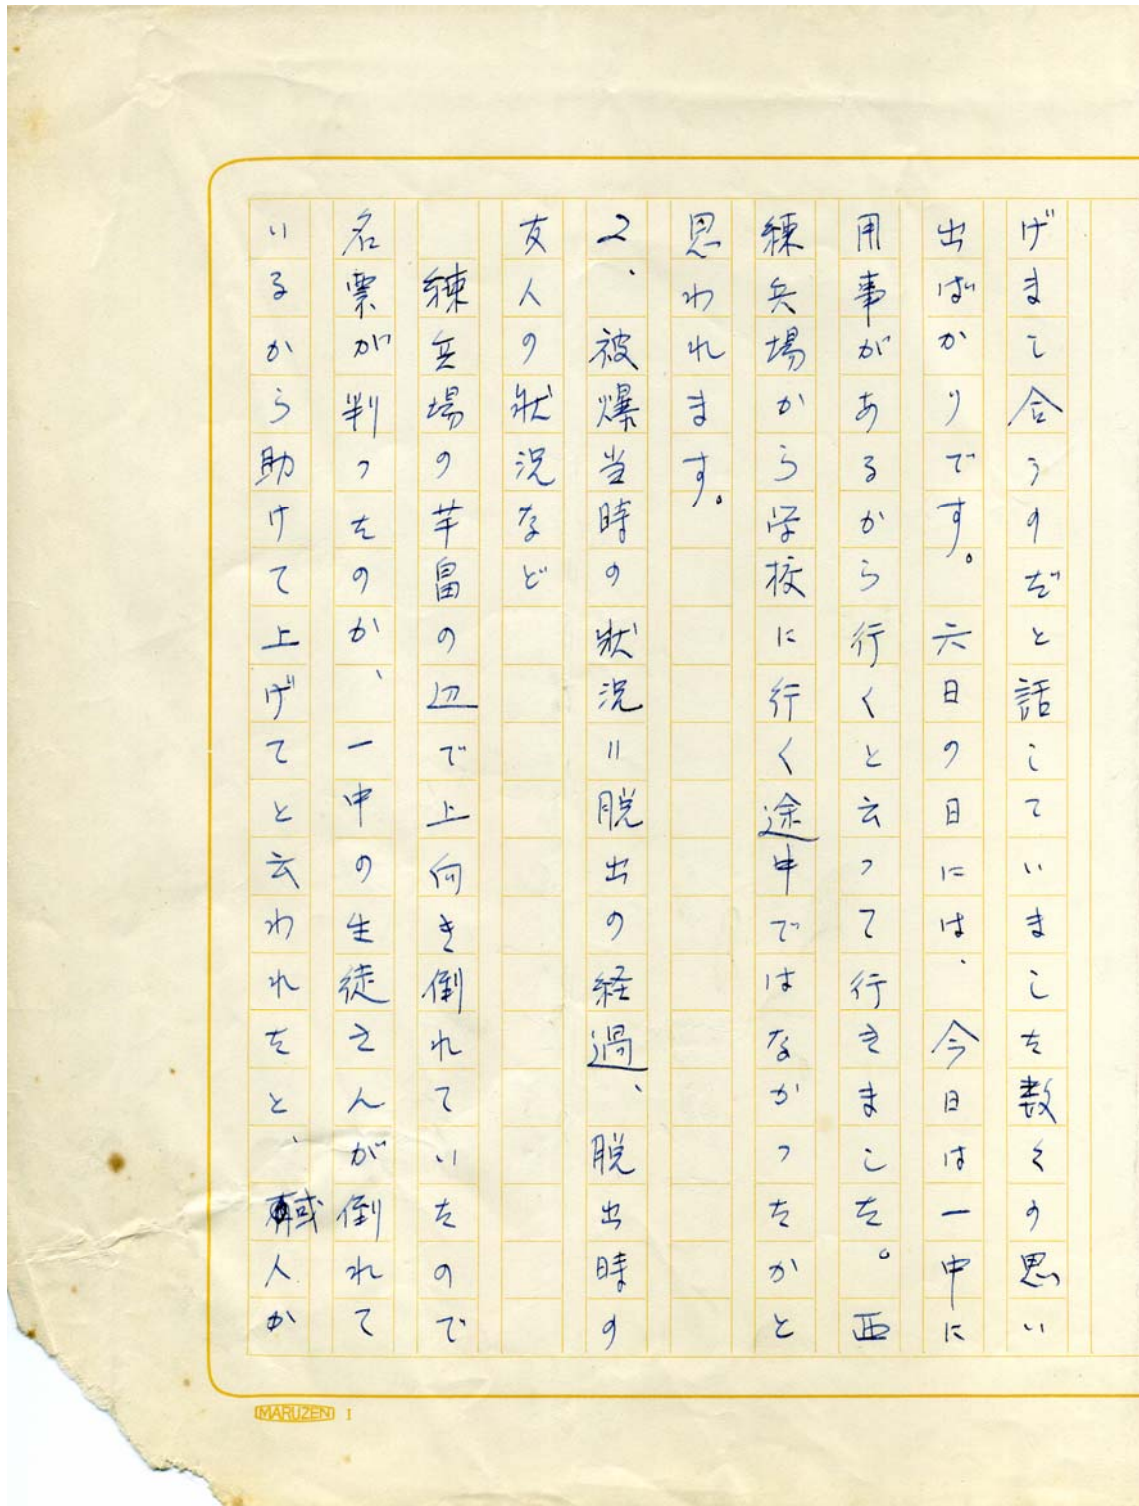 げまして合うのだと話していました数々の思い
出ばかりです。六日の日には、今日は一中に
用事があるから行くと云って行きました。西
練兵場から学校に行く途中ではなかったかと
思われます。
2、被爆当時の状況=脱出の経過、脱出時の
友人の状況など
練兵場の芋畠の辺で上向き倒れていたので
名票が判ったのか、一中の生徒さんが倒れて
いるから助けて上げてと云われたと、或人か
MARUZEN I